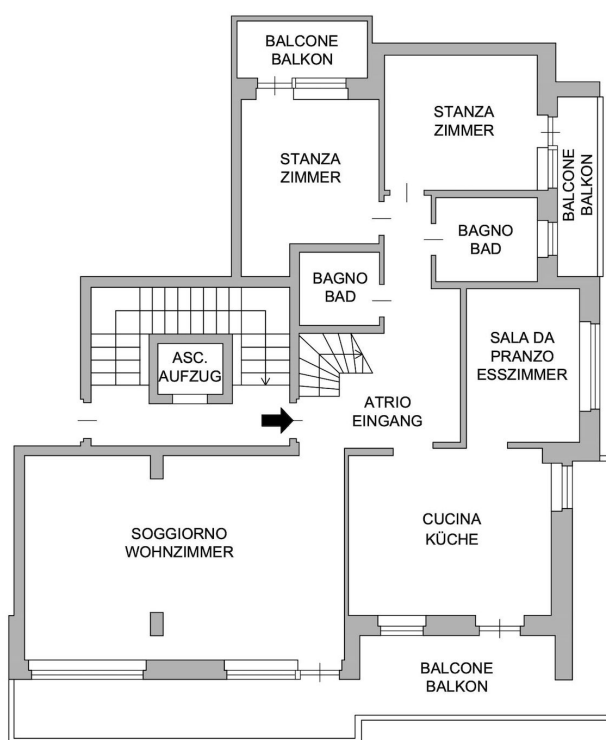 BALCONE
BALKON
STANZA
ZIMMER
STANZA
ZIMMER
BALCONE
BALKON
BAGNO
BAD
BAGNO
BAD
SALA DA
PRANZO
ESSZIMMER
ASC.
AUFZUG
ATRIO
EINGANG
SOGGIORNO
WOHNZIMMER
CUCINA
KÜCHE
BALCONE
BALKON